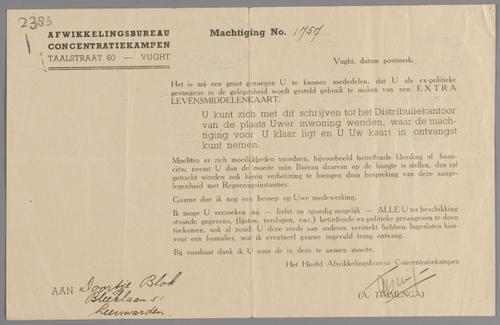 2383
AFWIKKELINGSBUREAU
CONCENTRATIEKAMPEN
TAALSTRAAT 60 — VUGHT
Machtiging No. 1757
Vught, datum postmerk.
Het is mij een groot genoegen U te kunnen mededelen, dat U als ex-politieke
gevangene in de gelegenheid wordt gesteld gebruik te maken van een EXTRA
LEVENSMIDDELENKAART.
U kunt zich met dit schrijven tot het Distributiekantoor
van de plaats Uwer inwoning wenden, waar de mach-
tiging voor U klaar ligt en U Uw kaart in ontvangst
kunt nemen.
Mochten er zich moeilijkheden voordoen, bijvoorbeeld betreffende kleeding of finan-
ciën, neemt U dan de moeite mijn Bureau daarvan op de hoogte te stellen, dan zal
getracht worden ook hierin verbetering te brengen door bespreking van deze aange-
legenheid met Regeeringsinstanties.
Gaarne doe ik nog een beroep op Uwe medewerking.
Ik moge U verzoeken mij — liefst zo spoedig mogelijk — ALLE U ter beschikking
staande gegevens, (lijsten, verslagen, enz.) betreffende ex-politieke gevangenen te doen
toekomen, ook al zond U deze reeds aan anderen verstrekt hebben. Ingesloten hier-
voor een formulier, wat ik eventueel gaarne ingevuld terug ontvang.
Bij voorbaat dank ik U voor de in deze te nemen moeite.
Het Hoofd Afwikkelingsbureau Concentratiekampen
(A. TIMMENGA)
AAN Doortje Blok
Bleeklaan 51
Leeuwarden.